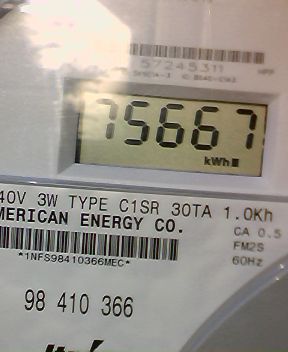 57245311
75667
kWh
40V 3W TYPE C1SR 30TA 1.0Kh
MERICAN ENERGY CO.
CA 0.5
FM2S
*1NFS98410366MEC*
60Hz
98 410 366